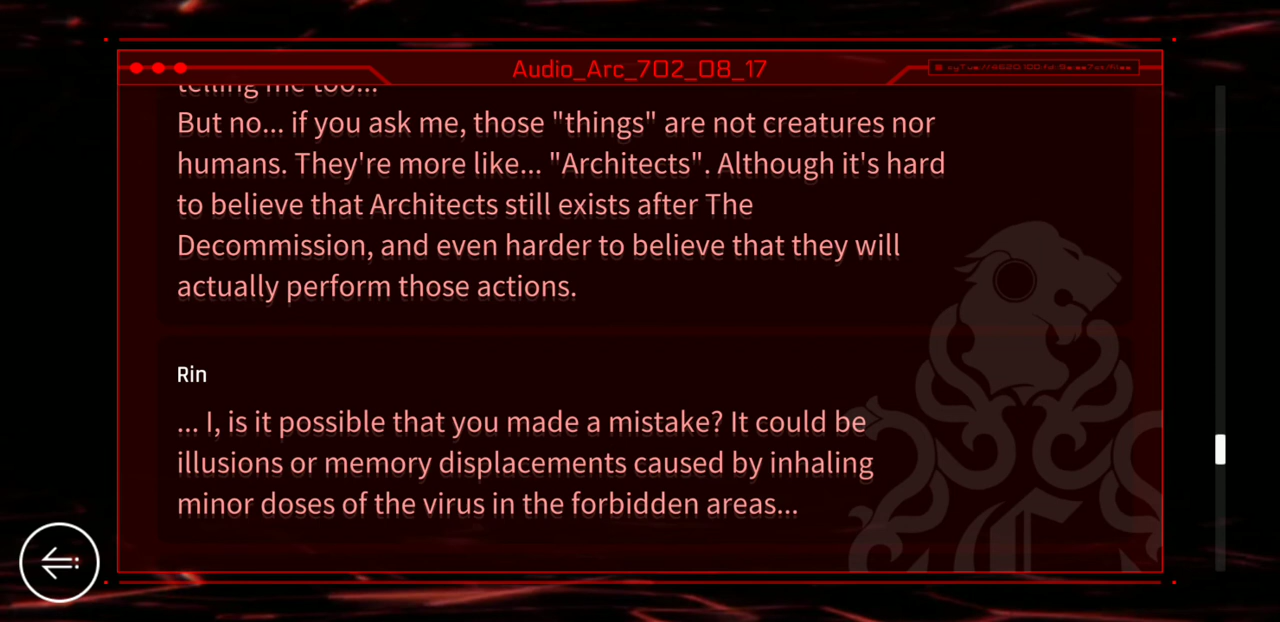 Audio_Arc_702_08_17
telling me too...
But no... if you ask me, those "things" are not creatures nor
humans. They're more like... "Architects". Although it's hard
to believe that Architects still exists after The
Decommission, and even harder to believe that they will
actually perform those actions.
Rin
... I, is it possible that you made a mistake? It could be
illusions or memory displacements caused by inhaling
minor doses of the virus in the forbidden areas...